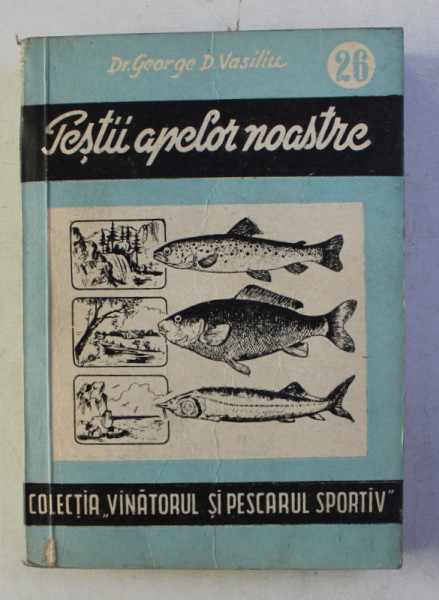 Dr. George D. Vasiliu
26
Peștii apelor noastre
COLECȚIA „VÎNĂTORUL ȘI PESCARUL SPORTIV"